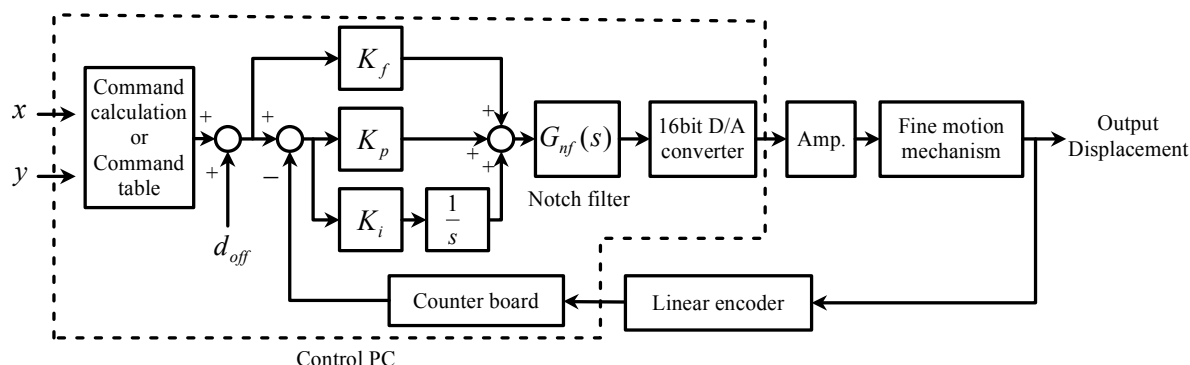 x
y
Command
calculation
or
Command
table
+
+
d_off
+
−
K_f
K_p
K_i
1
s
+
+
+
G_nf(s)
Notch filter
16bit D/A
converter
Amp.
Fine motion
mechanism
Output
Displacement
Counter board
Linear encoder
Control PC